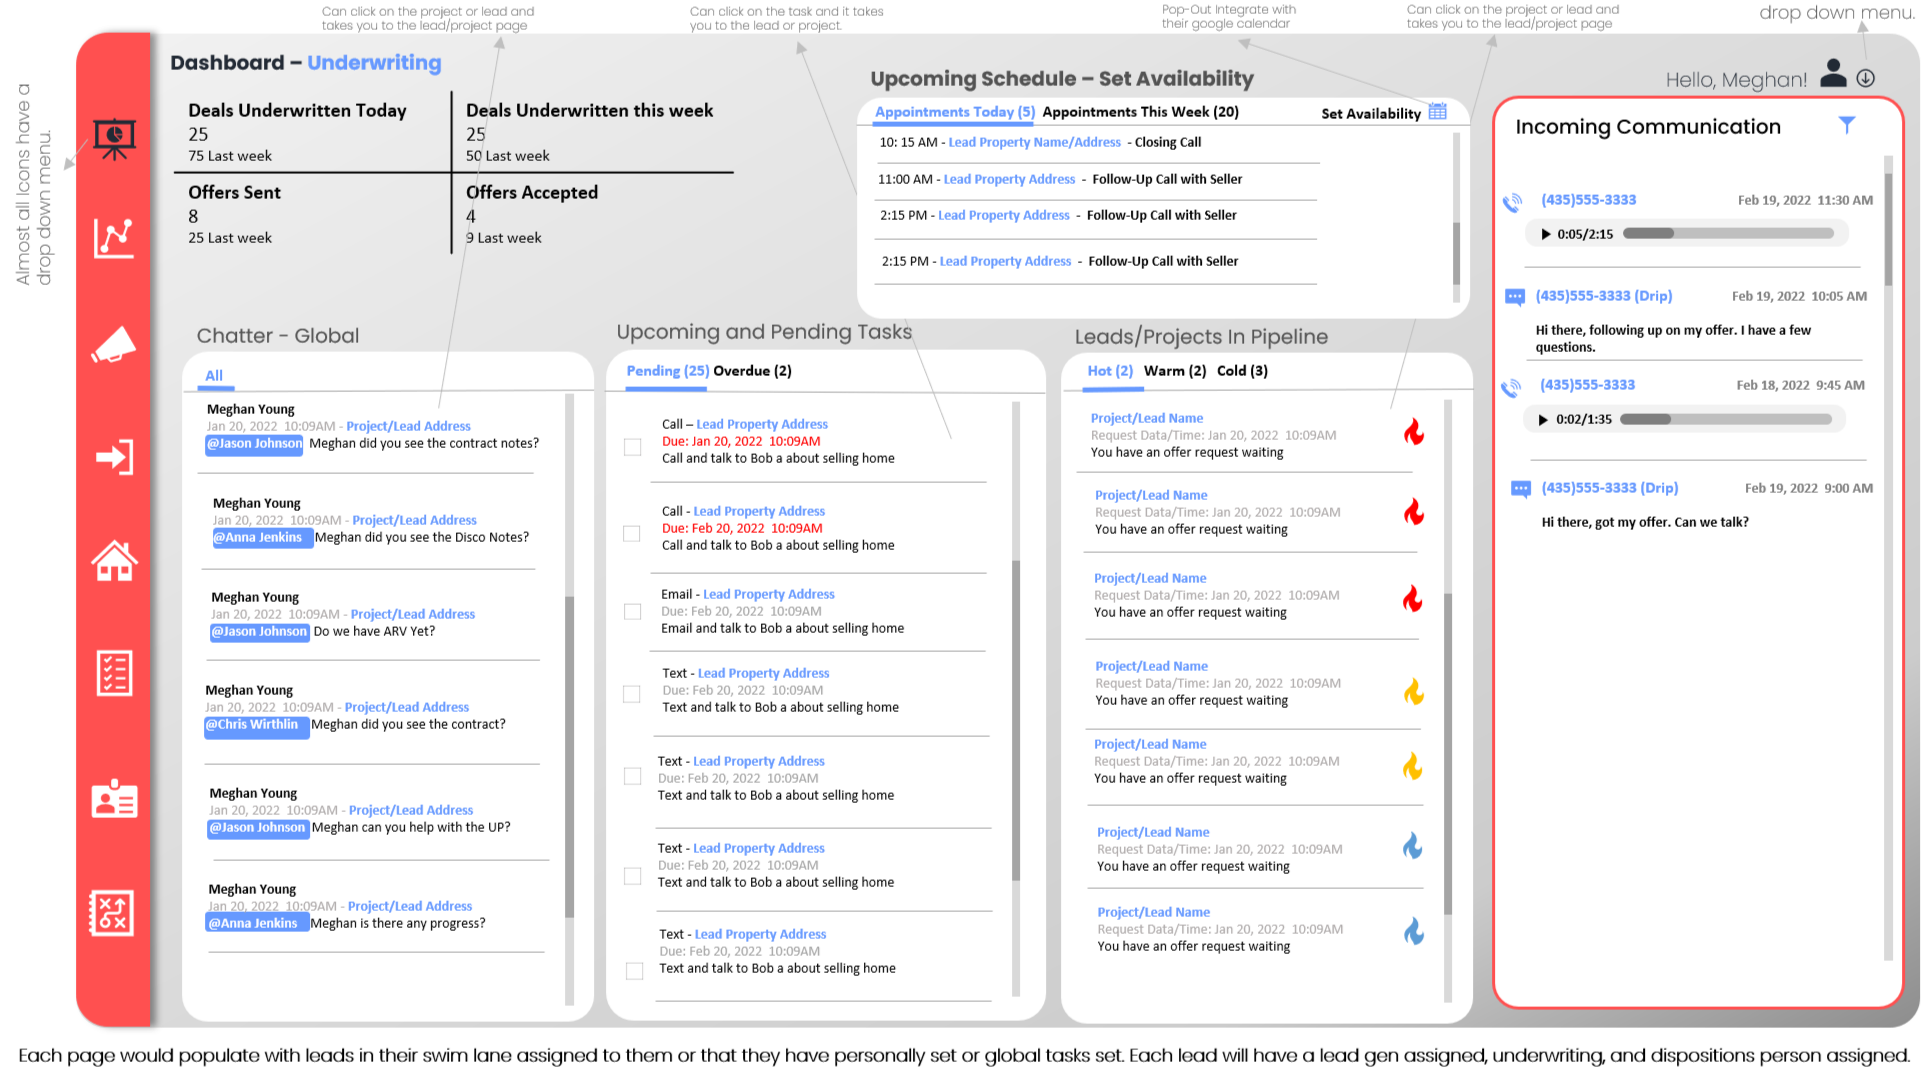 Can click on the project or lead and
takes you to the lead/project page
Can click on the task and it takes
you to the lead or project.
Pop-Out Integrate with
their google calendar
Can click on the project or lead and
takes you to the lead/project page
drop down menu.
Almost all Icons have a
drop down menu.
Dashboard – Underwriting
Deals Underwritten Today
25
75 Last week
Deals Underwritten this week
25
50 Last week
Offers Sent
8
25 Last week
Offers Accepted
4
9 Last week
Upcoming Schedule – Set Availability
Appointments Today (5) Appointments This Week (20)
Set Availability
10: 15 AM - Lead Property Name/Address - Closing Call
11:00 AM - Lead Property Address - Follow-Up Call with Seller
2:15 PM - Lead Property Address - Follow-Up Call with Seller
2:15 PM - Lead Property Address - Follow-Up Call with Seller
Hello, Meghan!
Incoming Communication
(435)555-3333 Feb 19, 2022 11:30 AM
0:05/2:15
(435)555-3333 (Drip) Feb 19, 2022 10:05 AM
Hi there, following up on my offer. I have a few
questions.
(435)555-3333 Feb 18, 2022 9:45 AM
0:02/1:35
(435)555-3333 (Drip) Feb 19, 2022 9:00 AM
Hi there, got my offer. Can we talk?
Chatter - Global
All
Meghan Young
Jan 20, 2022 10:09AM - Project/Lead Address
@Jason Johnson Meghan did you see the contract notes?
Meghan Young
Jan 20, 2022 10:09AM - Project/Lead Address
@Anna Jenkins Meghan did you see the Disco Notes?
Meghan Young
Jan 20, 2022 10:09AM - Project/Lead Address
@Jason Johnson Do we have ARV Yet?
Meghan Young
Jan 20, 2022 10:09AM - Project/Lead Address
@Chris Wirthlin Meghan did you see the contract?
Meghan Young
Jan 20, 2022 10:09AM - Project/Lead Address
@Jason Johnson Meghan can you help with the UP?
Meghan Young
Jan 20, 2022 10:09AM - Project/Lead Address
@Anna Jenkins Meghan is there any progress?
Upcoming and Pending Tasks
Pending (25) Overdue (2)
Call – Lead Property Address
Due: Jan 20, 2022 10:09AM
Call and talk to Bob a about selling home
Call - Lead Property Address
Due: Feb 20, 2022 10:09AM
Call and talk to Bob a about selling home
Email - Lead Property Address
Due: Feb 20, 2022 10:09AM
Email and talk to Bob a about selling home
Text - Lead Property Address
Due: Feb 20, 2022 10:09AM
Text and talk to Bob a about selling home
Text - Lead Property Address
Due: Feb 20, 2022 10:09AM
Text and talk to Bob a about selling home
Text - Lead Property Address
Due: Feb 20, 2022 10:09AM
Text and talk to Bob a about selling home
Text - Lead Property Address
Due: Feb 20, 2022 10:09AM
Text and talk to Bob a about selling home
Leads/Projects In Pipeline
Hot (2) Warm (2) Cold (3)
Project/Lead Name
Request Data/Time: Jan 20, 2022 10:09AM
You have an offer request waiting
Project/Lead Name
Request Data/Time: Jan 20, 2022 10:09AM
You have an offer request waiting
Project/Lead Name
Request Data/Time: Jan 20, 2022 10:09AM
You have an offer request waiting
Project/Lead Name
Request Data/Time: Jan 20, 2022 10:09AM
You have an offer request waiting
Project/Lead Name
Request Data/Time: Jan 20, 2022 10:09AM
You have an offer request waiting
Project/Lead Name
Request Data/Time: Jan 20, 2022 10:09AM
You have an offer request waiting
Project/Lead Name
Request Data/Time: Jan 20, 2022 10:09AM
You have an offer request waiting
Each page would populate with leads in their swim lane assigned to them or that they have personally set or global tasks set. Each lead will have a lead gen assigned, underwriting, and dispositions person assigned.